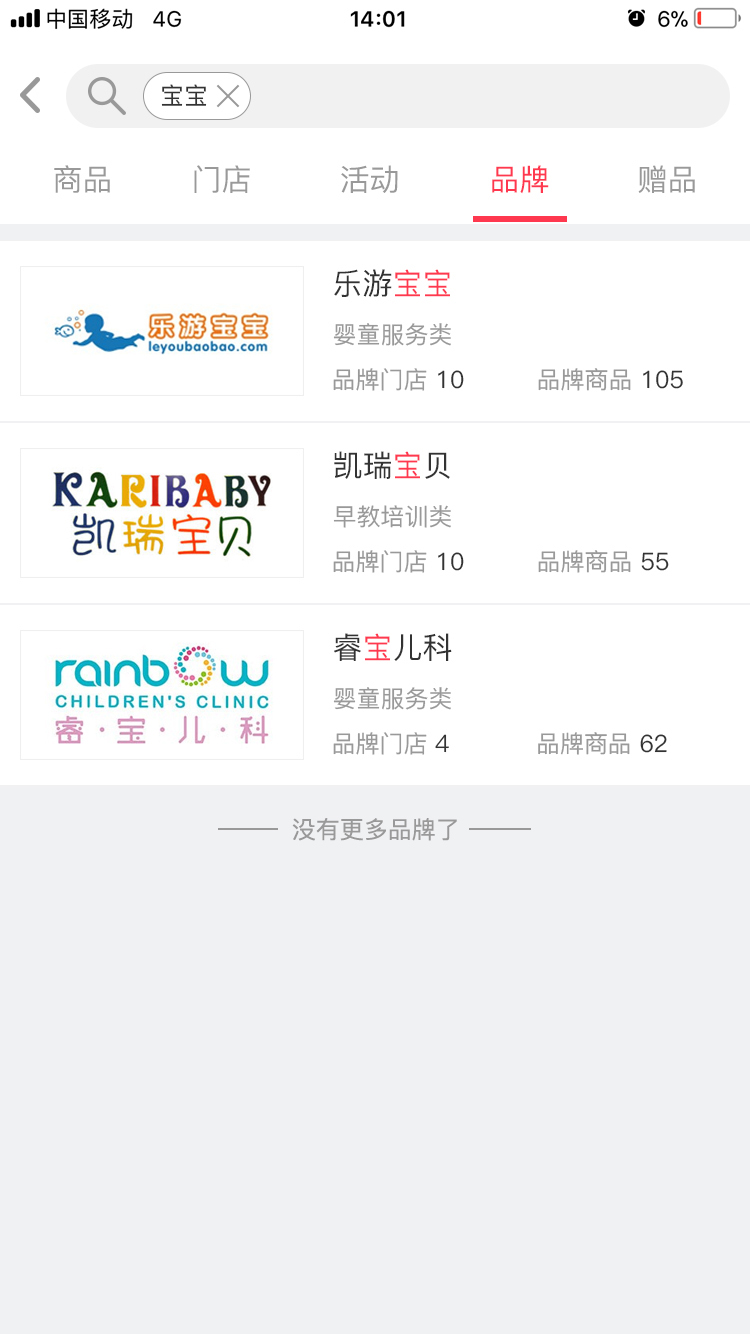 中国移动 4G 14:01 6%
宝宝
商品 门店 活动 品牌 赠品
乐游宝宝
leyoubaobao.com
乐游宝宝
婴童服务类
品牌门店 10 品牌商品 105
KARIBABY
凯瑞宝贝
凯瑞宝贝
早教培训类
品牌门店 10 品牌商品 55
rainbow
CHILDREN'S CLINIC
睿·宝·儿·科
睿宝儿科
婴童服务类
品牌门店 4 品牌商品 62
没有更多品牌了